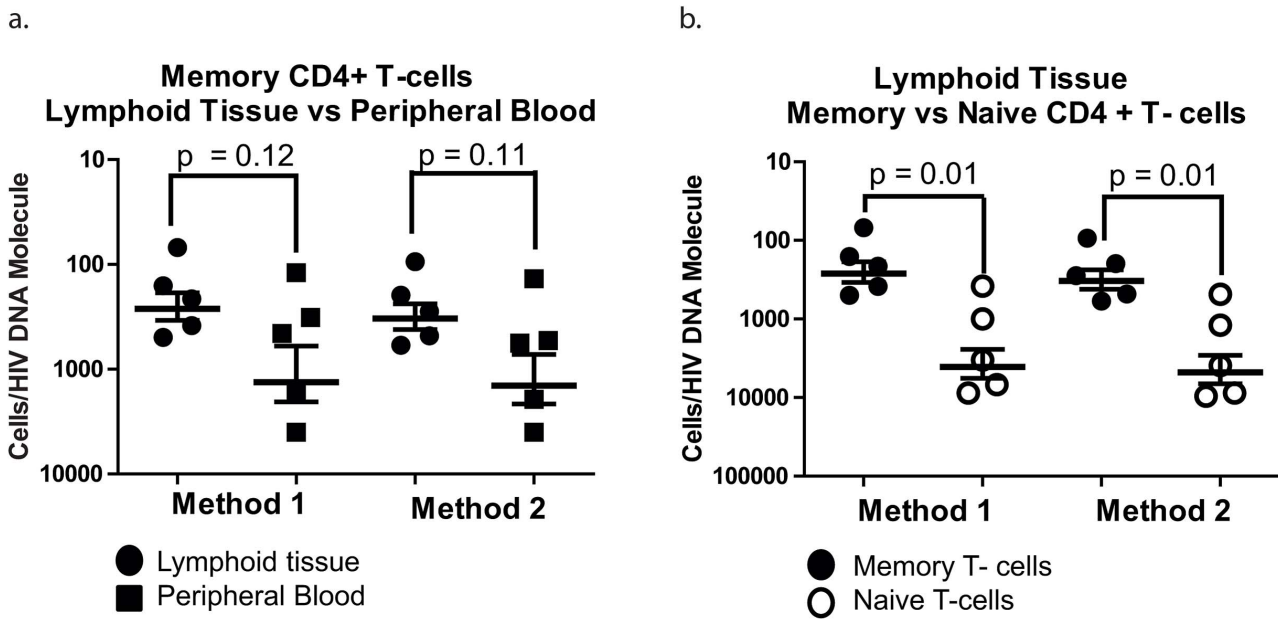 a.
Memory CD4+ T-cells
Lymphoid Tissue vs Peripheral Blood
p = 0.12
p = 0.11
Cells/HIV DNA Molecule
10
100
1000
10000
Method 1
Method 2
Lymphoid tissue
Peripheral Blood
b.
Lymphoid Tissue
Memory vs Naive CD4 + T- cells
p = 0.01
p = 0.01
Cells/HIV DNA Molecule
10
100
1000
10000
100000
Method 1
Method 2
Memory T- cells
Naive T-cells